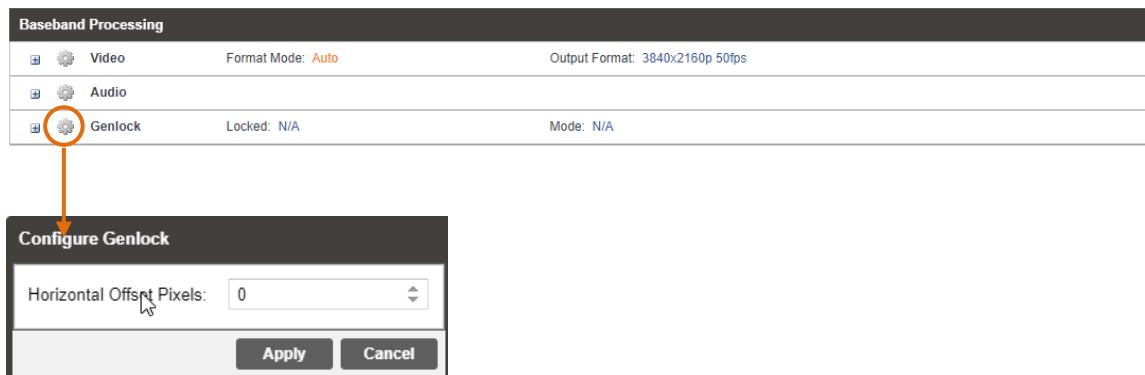 Baseband Processing
Video Format Mode: Auto Output Format: 3840x2160p 50fps
Audio
Genlock Locked: N/A Mode: N/A
Configure Genlock
Horizontal Offset Pixels: 0
Apply Cancel